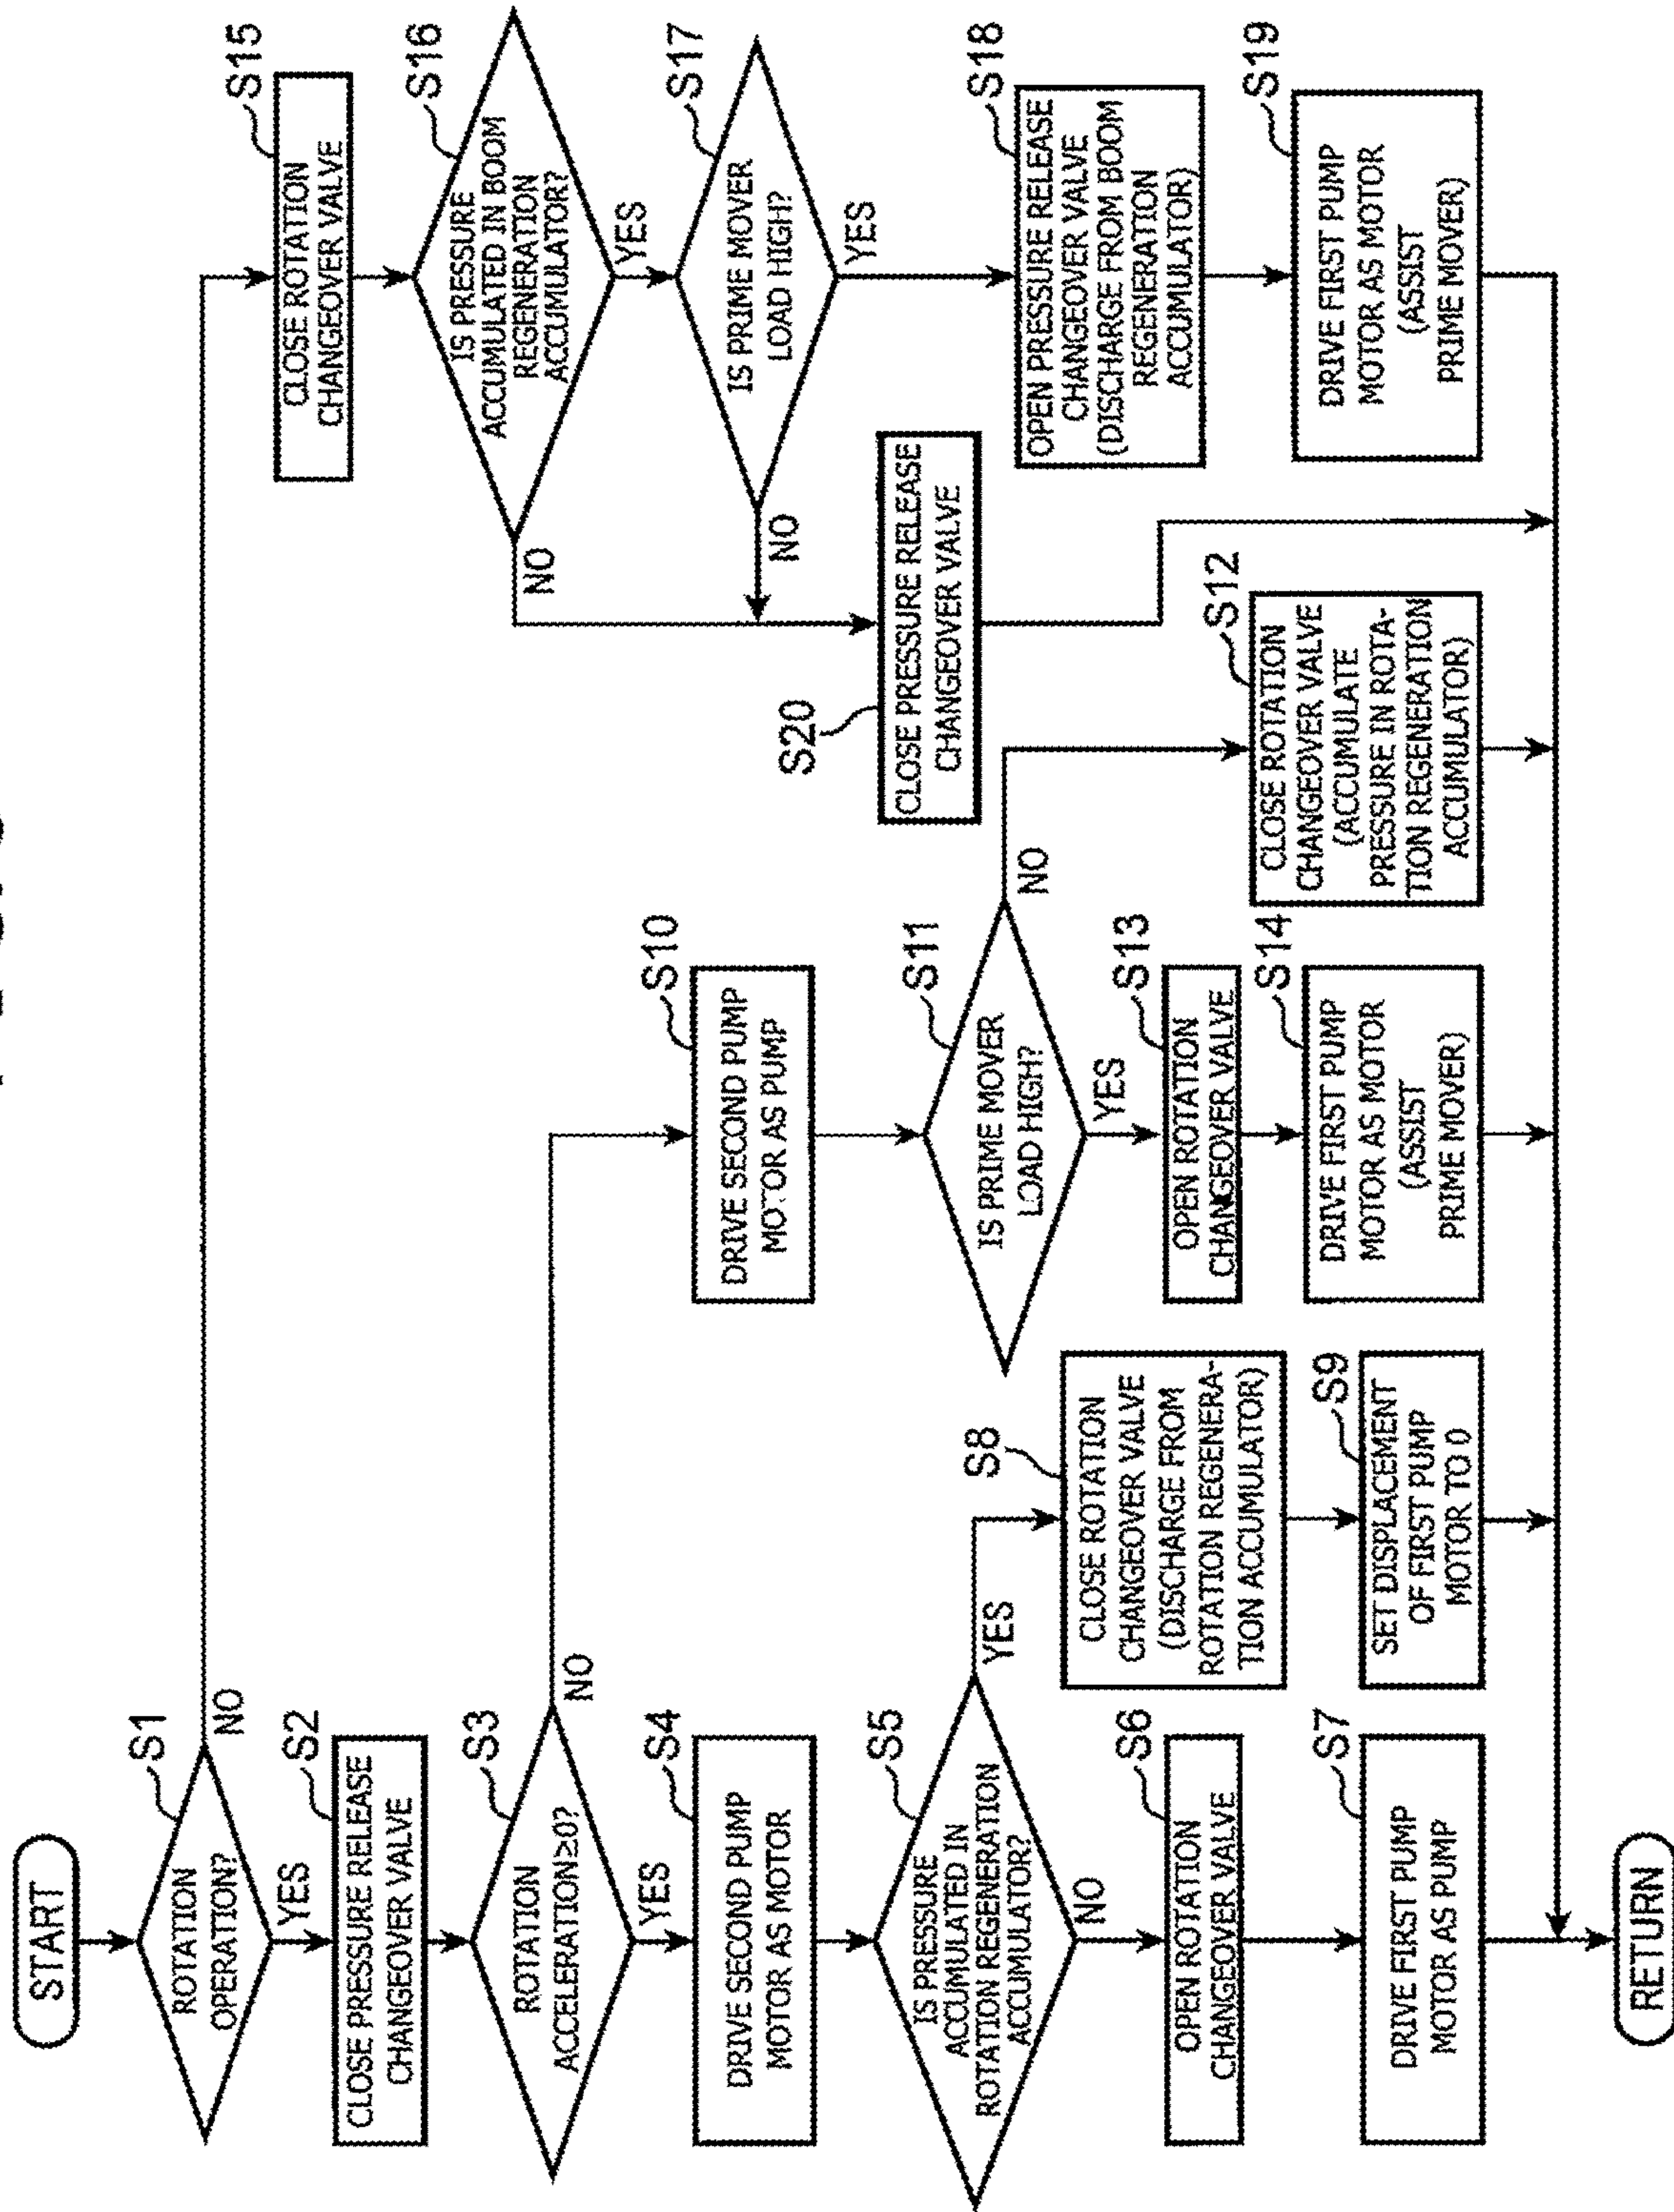 START
S1
ROTATION
OPERATION?
NO
YES
S2
CLOSE PRESSURE RELEASE
CHANGEOVER VALVE
S3
ROTATION
ACCELERATION≥0?
NO
YES
S4
DRIVE SECOND PUMP
MOTOR AS MOTOR
S5
IS PRESSURE
ACCUMULATED IN
ROTATION REGENERATION
ACCUMULATOR?
YES
NO
S6
OPEN ROTATION
CHANGEOVER VALVE
S7
DRIVE FIRST PUMP
MOTOR AS PUMP
S8
CLOSE ROTATION
CHANGEOVER VALVE
(DISCHARGE FROM
ROTATION REGENERA-
TION ACCUMULATOR)
S9
SET DISPLACEMENT
OF FIRST PUMP
MOTOR TO 0
S10
DRIVE SECOND PUMP
MOTOR AS PUMP
S11
IS PRIME MOVER
LOAD HIGH?
NO
YES
S13
OPEN ROTATION
CHANGEOVER VALVE
S14
DRIVE FIRST PUMP
MOTOR AS MOTOR
(ASSIST
PRIME MOVER)
S12
CLOSE ROTATION
CHANGEOVER VALVE
(ACCUMULATE
PRESSURE IN ROTA-
TION REGENERATION
ACCUMULATOR)
S15
CLOSE ROTATION
CHANGEOVER VALVE
S16
IS PRESSURE
ACCUMULATED IN BOOM
REGENERATION
ACCUMULATOR?
NO
YES
S17
IS PRIME MOVER
LOAD HIGH?
NO
YES
S20
CLOSE PRESSURE RELEASE
CHANGEOVER VALVE
S18
OPEN PRESSURE RELEASE
CHANGEOVER VALVE
(DISCHARGE FROM BOOM
REGENERATION
ACCUMULATOR)
S19
DRIVE FIRST PUMP
MOTOR AS MOTOR
(ASSIST
PRIME MOVER)
RETURN